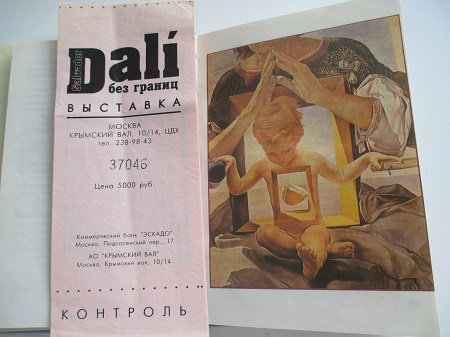 Salvador
Dalí
без границ
ВЫСТАВКА
МОСКВА
КРЫМСКИЙ ВАЛ, 10/14, ЦДХ
тел. 238-98-43
37046
Цена 5000 руб
Коммерческий банк "ЭСКАДО"
Москва, Подсосенский пер., 17
АО "КРЫМСКИЙ ВАЛ"
Москва, Крымский вал, 10/14
КОНТРОЛЬ